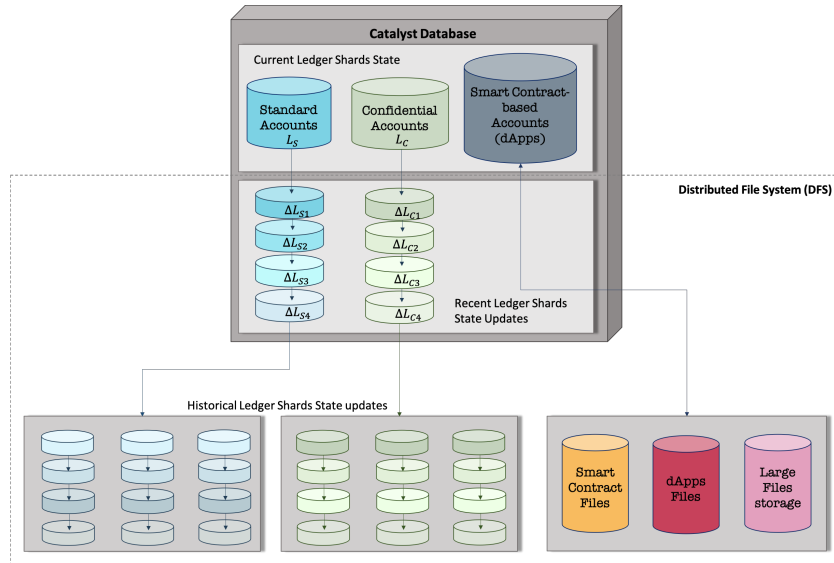 Catalyst Database
Current Ledger Shards State
Standard
Accounts
L_S
Confidential
Accounts
L_C
Smart Contract-
based
Accounts
(dApps)
Distributed File System (DFS)
ΔL_S1
ΔL_S2
ΔL_S3
ΔL_S4
ΔL_C1
ΔL_C2
ΔL_C3
ΔL_C4
Recent Ledger Shards
State Updates
Historical Ledger Shards State updates
Smart
Contract
Files
dApps
Files
Large
Files
storage